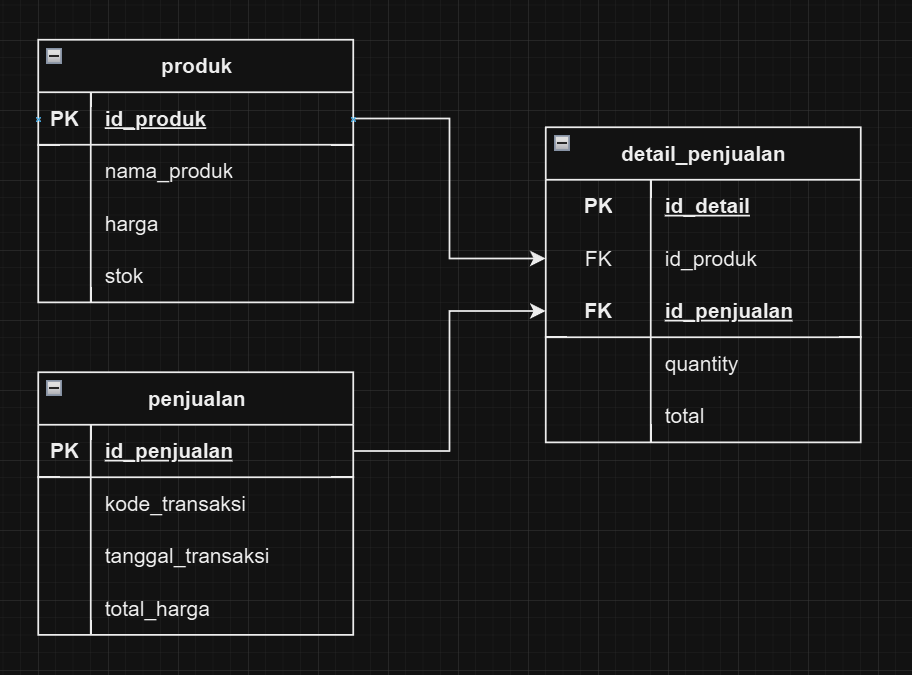 produk
PK id_produk
nama_produk
harga
stok
penjualan
PK id_penjualan
kode_transaksi
tanggal_transaksi
total_harga
detail_penjualan
PK id_detail
FK id_produk
FK id_penjualan
quantity
total